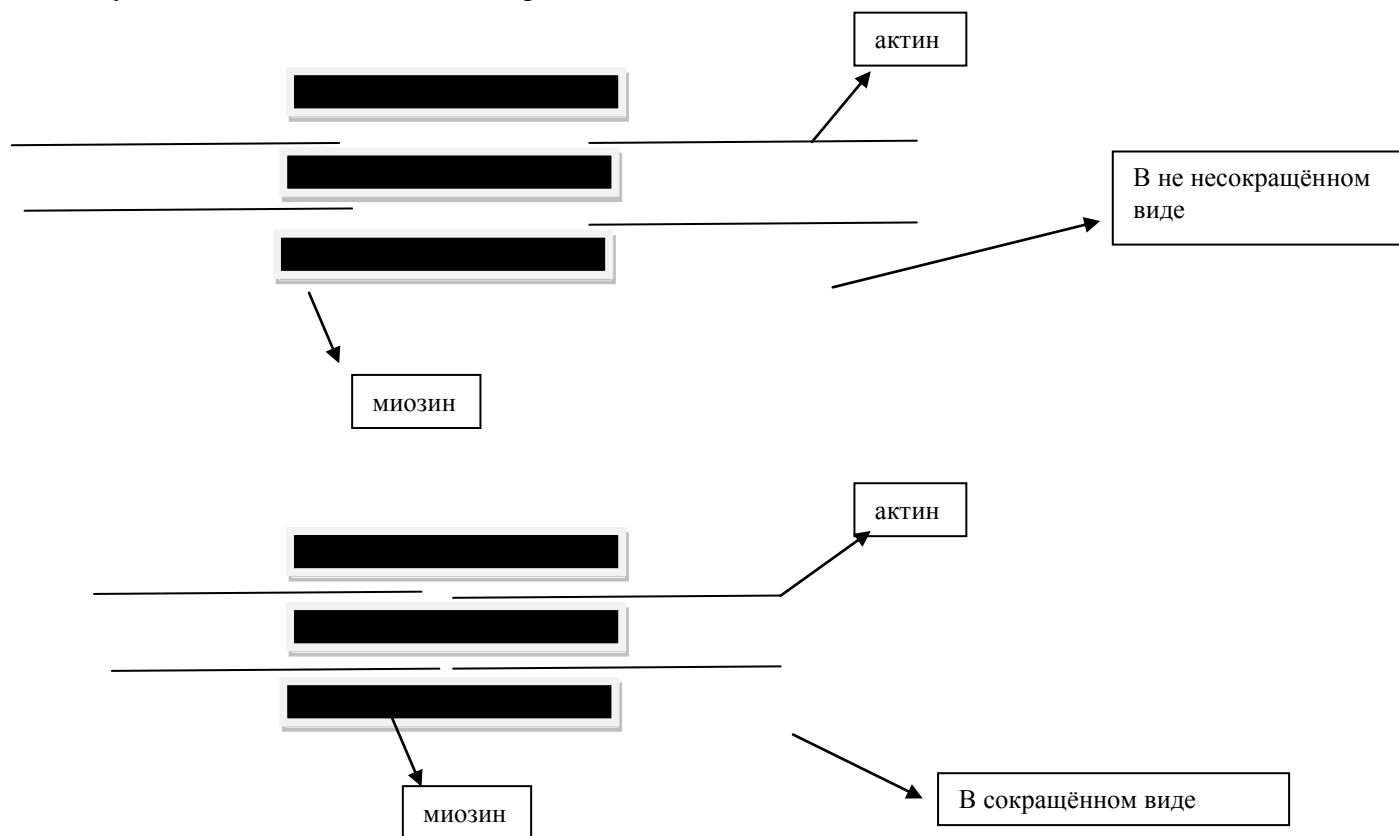 актин
В не несокращённом
виде
миозин
актин
В сокращённом виде
миозин